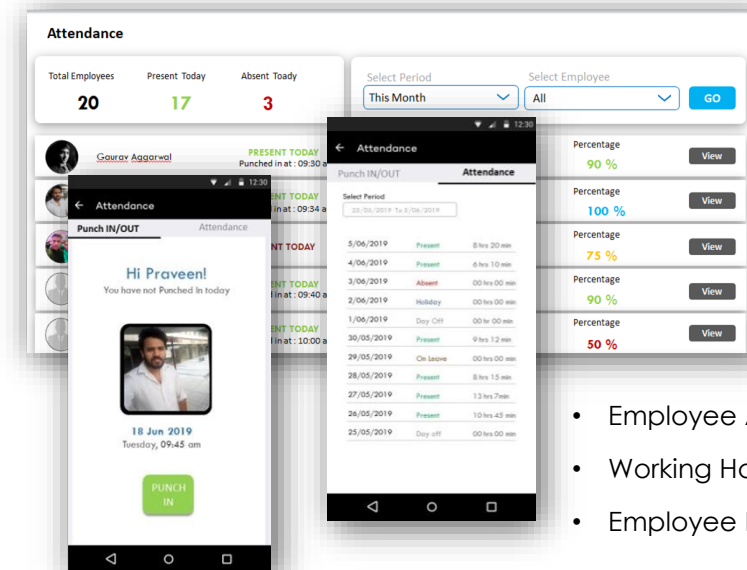 Attendance
Total Employees Present Today Absent Toady
20 17 3
Select Period Select Employee
This Month All GO
Gaurav Aggarwal PRESENT TODAY Percentage
Punched in at : 09:30 a 90 % View
ENT TODAY Percentage
in at : 09:34 a 100 % View
NT TODAY Percentage
75 % View
ENT TODAY Percentage
in at : 09:40 a 90 % View
ENT TODAY Percentage
in at : 10:00 a 50 % View
12:30
Attendance
Punch IN/OUT Attendance
Hi Praveen!
You have not Punched In today
18 Jun 2019
Tuesday, 09:45 am
PUNCH
IN
12:30
Attendance
Punch IN/OUT Attendance
Select Period
/05/2019 To 5/06/2019
5/06/2019 Present 8 hrs 20 min
4/06/2019 Present 6 hrs 10 min
3/06/2019 Absent 00 hrs 00 min
2/06/2019 Holiday 00 hrs 00 min
1/06/2019 Day Off 00 hr 00 min
30/05/2019 Present 9 hrs 12 min
29/05/2019 On Leave 00 hrs 00 min
28/05/2019 Present 8 hrs 15 min
27/05/2019 Present 13 hrs 7min
26/05/2019 Present 10 hrs 45 min
25/05/2019 Day off 00 hrs 00 min
• Employee
• Working
• Employee